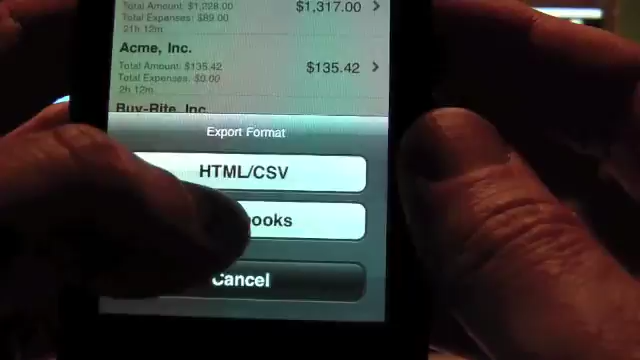 Total Amount: $1,228.00
$1,317.00
Total Expenses: $89.00
21h 12m
Acme, Inc.
Total Amount: $135.42
$135.42
Total Expenses: $0.00
2h 12m
Buy-Rite, Inc.
Export Format
HTML/CSV
ooks
Cancel